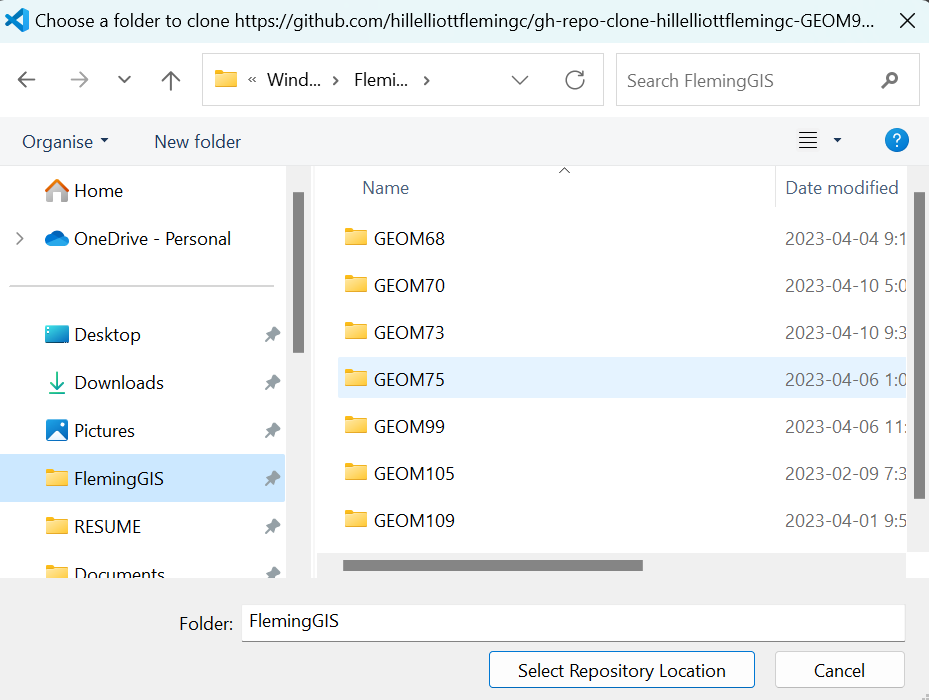 Choose a folder to clone https://github.com/hillelliottflemingc/gh-repo-clone-hillelliottflemingc-GEOM9...
« Wind... › Flemi... ›
Search FlemingGIS
Organise
New folder
?
Home
OneDrive - Personal
Desktop
Downloads
Pictures
FlemingGIS
RESUME
Documents
Name Date modified
GEOM68 2023-04-04 9:1
GEOM70 2023-04-10 5:0
GEOM73 2023-04-10 9:3
GEOM75 2023-04-06 1:0
GEOM99 2023-04-06 11:
GEOM105 2023-02-09 7:3
GEOM109 2023-04-01 9:5
Folder: FlemingGIS
Select Repository Location Cancel